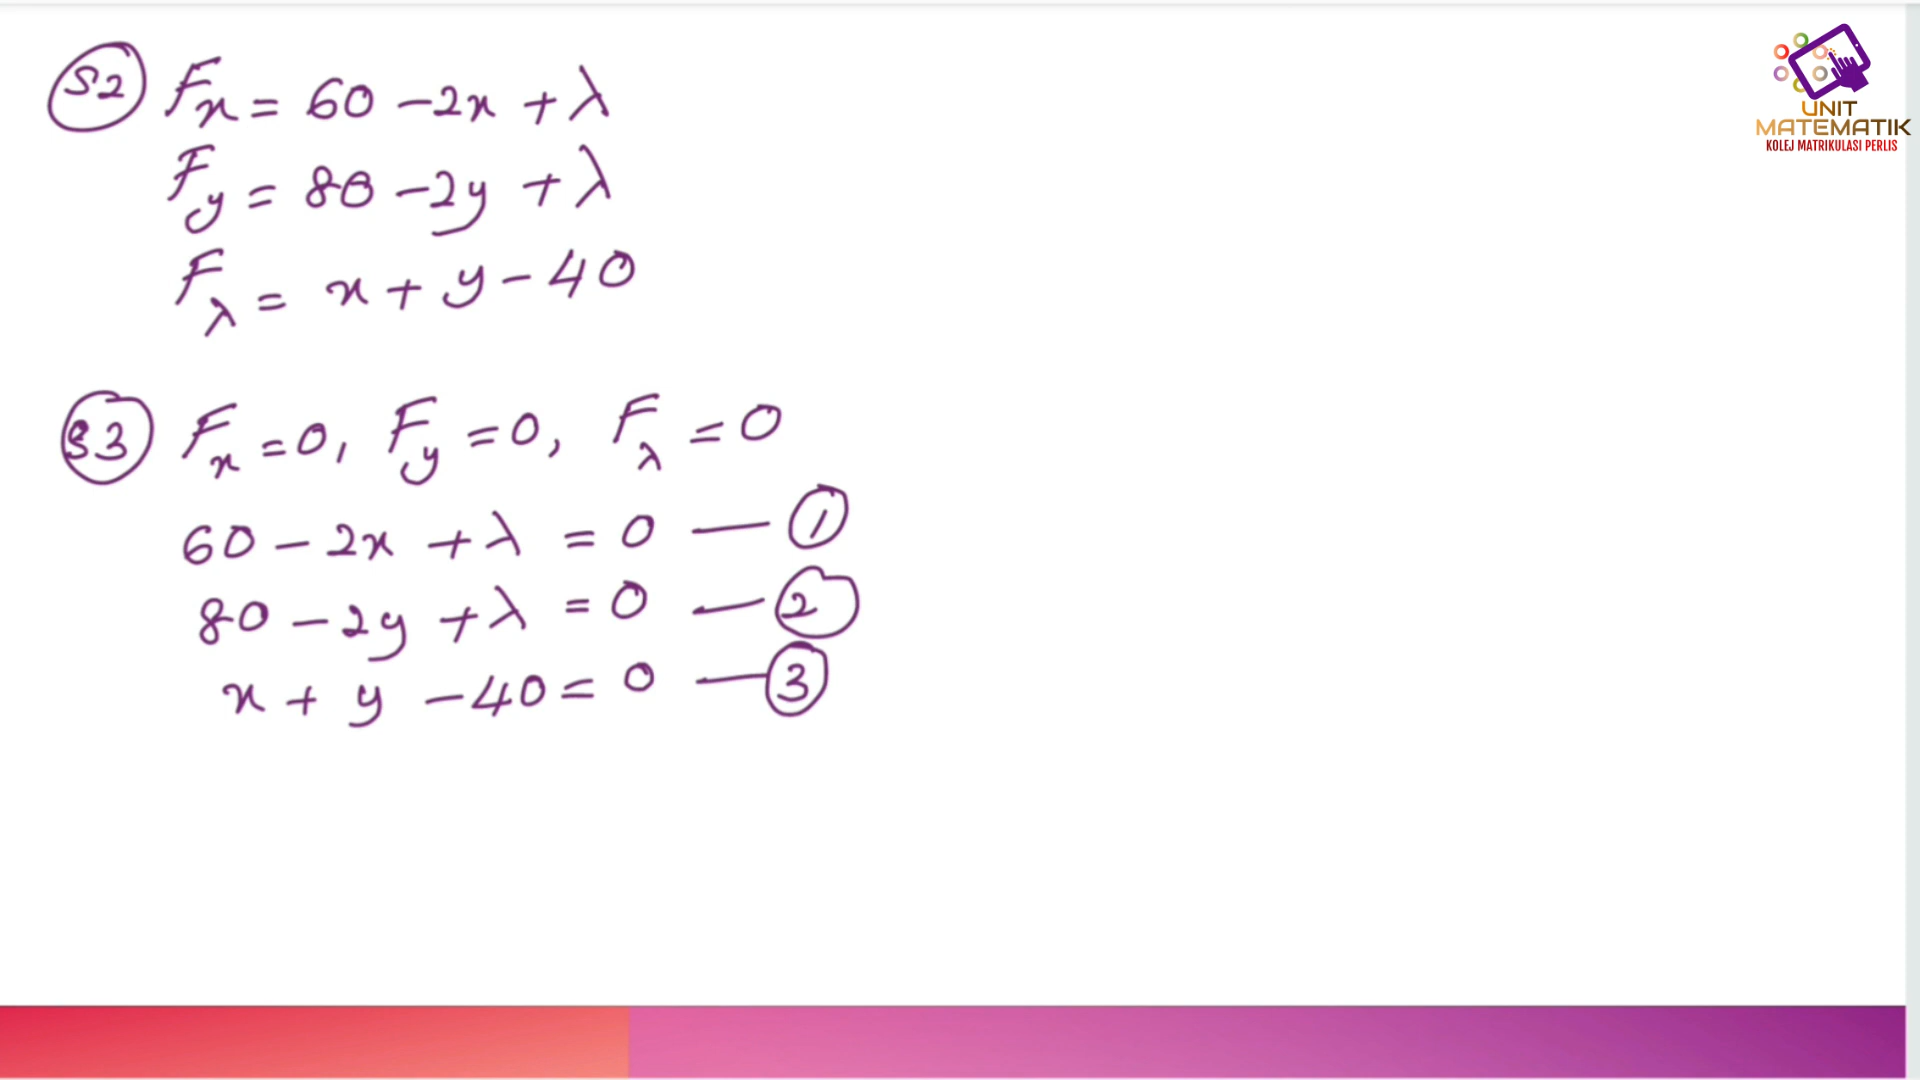 S2 Fx = 60 - 2x + λ
Fy = 80 - 2y + λ
Fλ = x + y - 40
S3 Fx = 0, Fy = 0, Fλ = 0
60 - 2x + λ = 0 — 1
80 - 2y + λ = 0 — 2
x + y - 40 = 0 — 3
UNIT
MATEMATIK
KOLEJ MATRIKULASI PERLIS